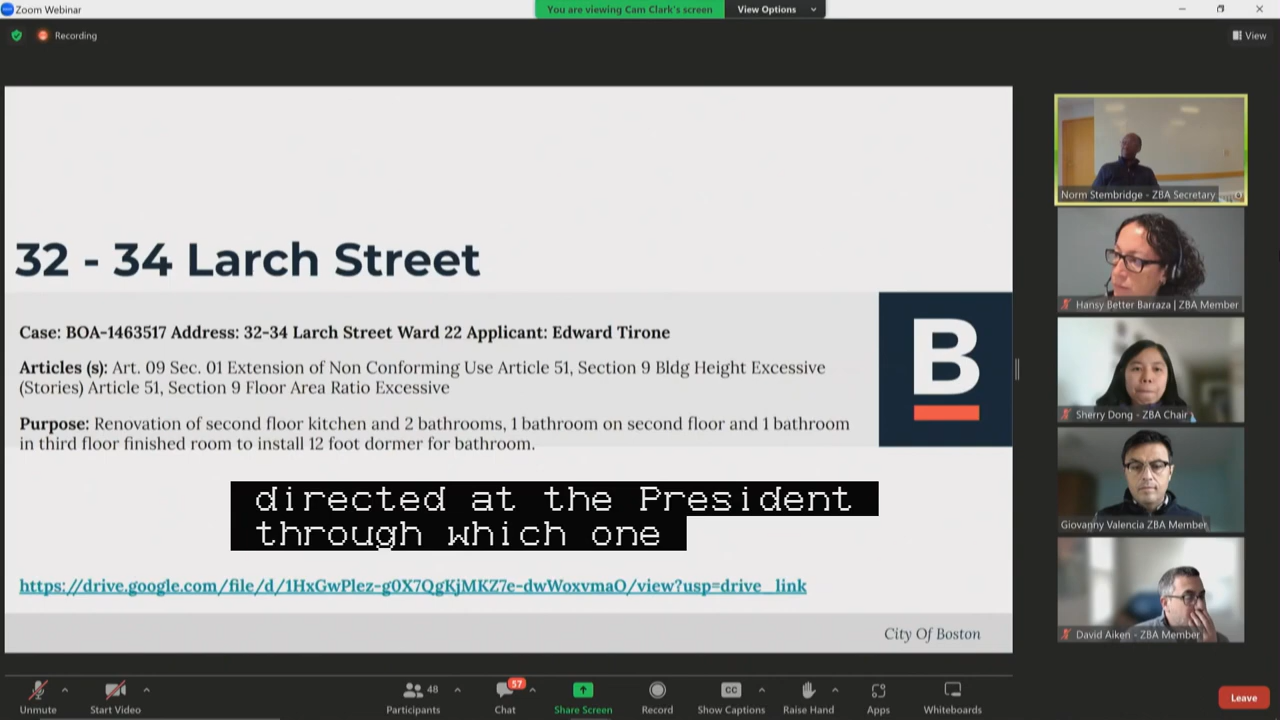 Zoom Webinar
You are viewing Cam Clark's screen
View Options
Recording
View
32 - 34 Larch Street
Case: BOA-1463517 Address: 32-34 Larch Street Ward 22 Applicant: Edward Tirone
Articles (s): Art. 09 Sec. 01 Extension of Non Conforming Use Article 51, Section 9 Bldg Height Excessive
(Stories) Article 51, Section 9 Floor Area Ratio Excessive
Purpose: Renovation of second floor kitchen and 2 bathrooms, 1 bathroom on second floor and 1 bathroom
in third floor finished room to install 12 foot dormer for bathroom.
B
directed at the President
through which one
https://drive.google.com/file/d/1HxGwPlez-g0X7QgKjMKZ7e-dwWoxvmaO/view?usp=drive_link
City Of Boston
Norm Stembridge - ZBA Secretary
Hansy Better Barraza | ZBA Member
Sherry Dong - ZBA Chair
Giovanny Valencia ZBA Member
David Aiken - ZBA Member
Unmute
Start Video
48
Participants
57
Chat
Share Screen
Record
CC
Show Captions
Raise Hand
Apps
Whiteboards
Leave